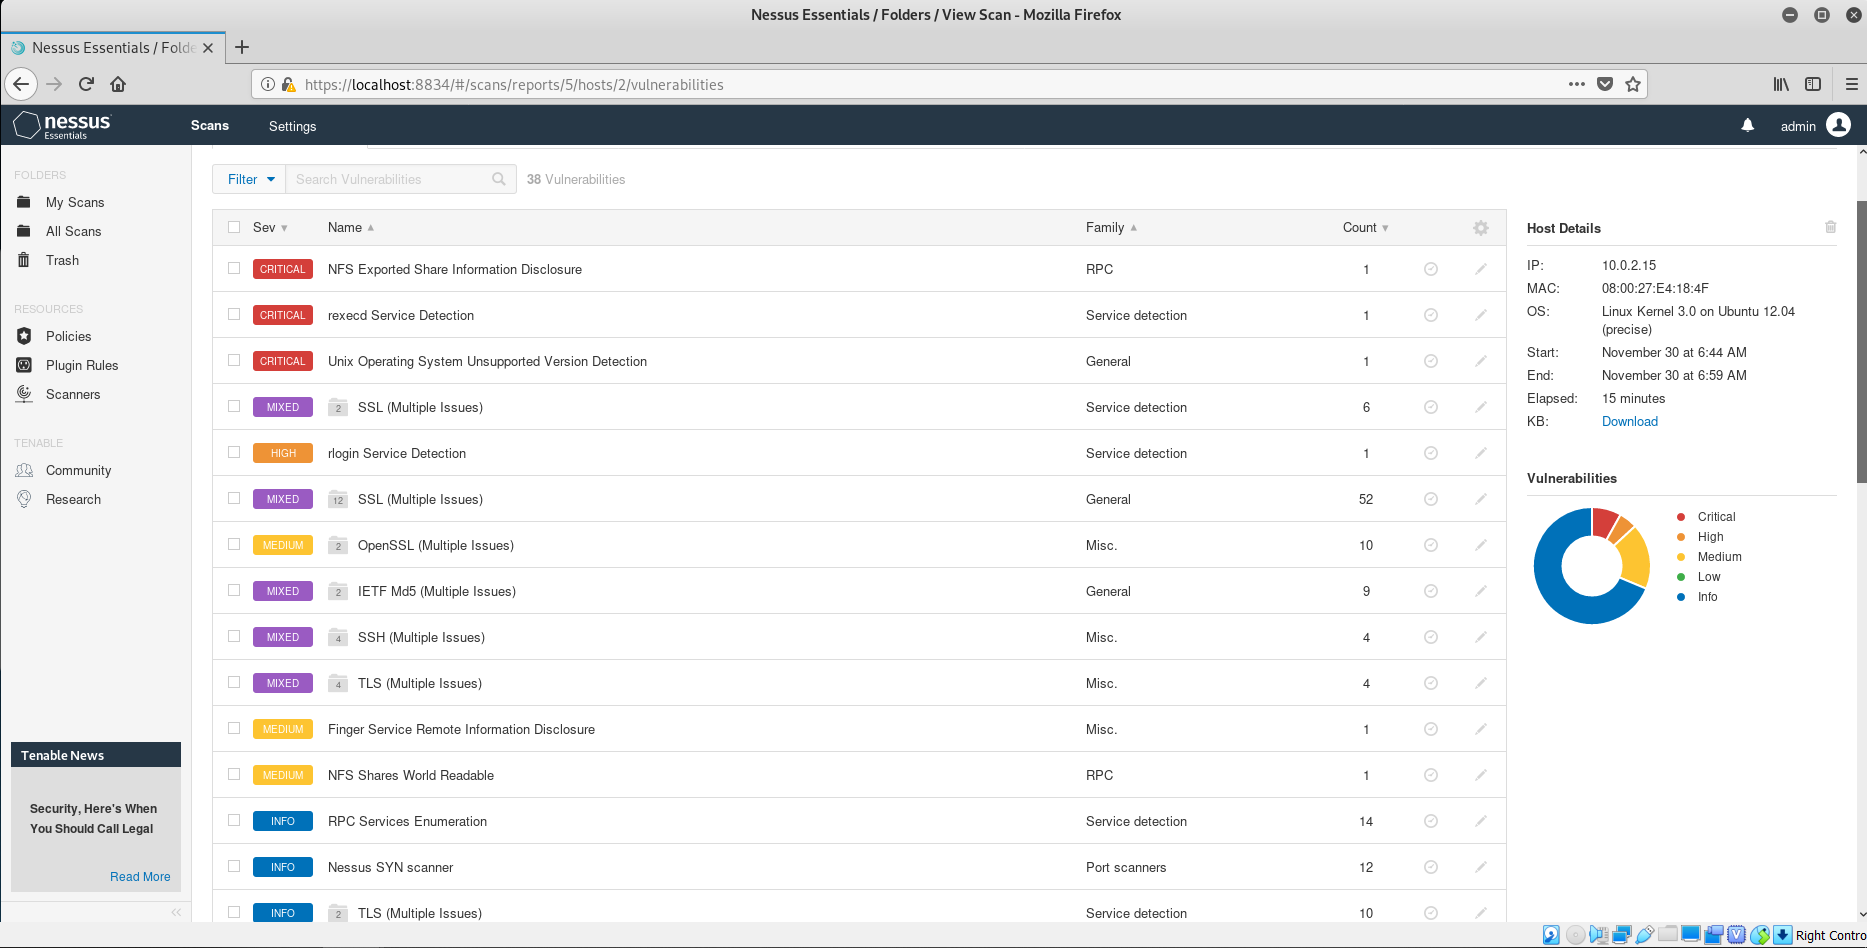 Nessus Essentials / Folders / View Scan - Mozilla Firefox
Nessus Essentials / Folde
https://localhost:8834/#/scans/reports/5/hosts/2/vulnerabilities
nessus
Essentials
Scans
Settings
admin
FOLDERS
My Scans
All Scans
Trash
RESOURCES
Policies
Plugin Rules
Scanners
TENABLE
Community
Research
Tenable News
Security, Here's When
You Should Call Legal
Read More
Filter
Search Vulnerabilities
38 Vulnerabilities
Sev Name Family Count
CRITICAL NFS Exported Share Information Disclosure RPC 1
CRITICAL rexecd Service Detection Service detection 1
CRITICAL Unix Operating System Unsupported Version Detection General 1
MIXED 2 SSL (Multiple Issues) Service detection 6
HIGH rlogin Service Detection Service detection 1
MIXED 12 SSL (Multiple Issues) General 52
MEDIUM 2 OpenSSL (Multiple Issues) Misc. 10
MIXED 2 IETF Md5 (Multiple Issues) General 9
MIXED 4 SSH (Multiple Issues) Misc. 4
MIXED 4 TLS (Multiple Issues) Misc. 4
MEDIUM Finger Service Remote Information Disclosure Misc. 1
MEDIUM NFS Shares World Readable RPC 1
INFO RPC Services Enumeration Service detection 14
INFO Nessus SYN scanner Port scanners 12
INFO 2 TLS (Multiple Issues) Service detection 10
Host Details
IP: 10.0.2.15
MAC: 08:00:27:E4:18:4F
OS: Linux Kernel 3.0 on Ubuntu 12.04
(precise)
Start: November 30 at 6:44 AM
End: November 30 at 6:59 AM
Elapsed: 15 minutes
KB: Download
Vulnerabilities
Critical
High
Medium
Low
Info
Right Contro